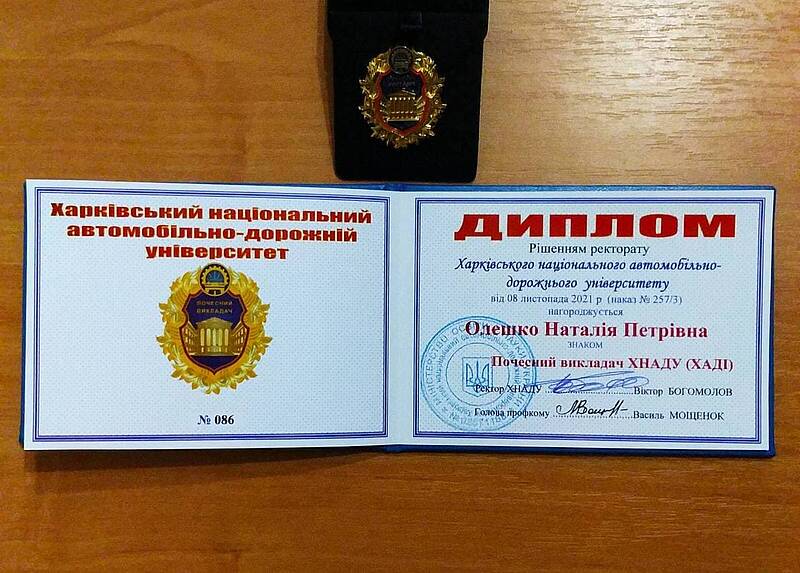 Харківський національний
автомобільно-дорожній
університет
ПОЧЕСНИЙ
ВИКЛАДАЧ
№ 086
ДИПЛОМ
Рішенням ректорату
Харківського національного автомобільно-
дорожнього університету
від 08 листопада 2021 р (наказ № 257/3)
нагороджується
Олешко Наталія Петрівна
знаком
Почесний викладач ХНАДУ (ХАДІ)
Ректор ХНАДУ Віктор БОГОМОЛОВ
Голова профкому Василь МОЩЕНОК